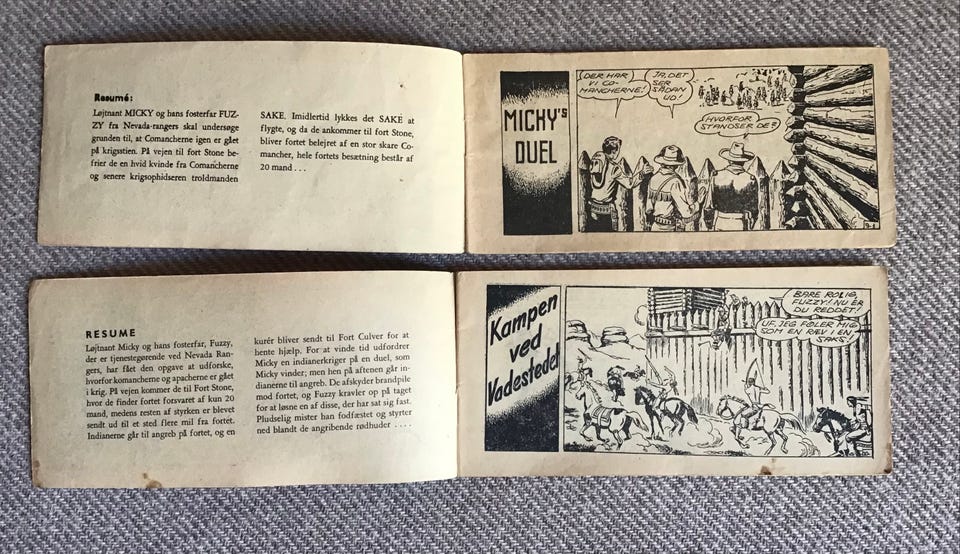 Resumé:
Løjtnant MICKY og hans fosterfar FUZ-
ZY fra Nevada-rangers skal undersøge
grunden til, at Comancherne igen er gået
på krigsstien. På vejen til fort Stone be-
frier de en hvid kvinde fra Comancherne
og senere krigsophidseren troldmanden
SAKE. Imidlertid lykkes det SAKE at
flygte, og da de ankommer til fort Stone,
bliver fortet belejret af en stor skare Co-
mancher, hele fortets besætning består af
20 mand . . .
MICKY'S
DUEL
DER HAR
VI CO-
MANCHERNE!
JA, DET
SER
SÅDAN
UD!
HVORFOR
STANDSER DE?
RESUME
Løjtnant Micky og hans fosterfar, Fuzzy,
der er tjenestegørende ved Nevada Ran-
gers, har fået den opgave at udforske,
hvorfor komancherne og apacherne er gået
i krig. På vejen kommer de til Fort Stone,
hvor de finder fortet forsvaret af kun 20
mand, medens resten af styrken er blevet
sendt ud til et sted flere mil fra fortet.
Indianerne går til angreb på fortet, og en
kurér bliver sendt til Fort Culver for at
hente hjælp. For at vinde tid udfordrer
Micky en indianerkriger på en duel, som
Micky vinder; men hen på aftenen går in-
dianerne til angreb. De afskyder brandpile
mod fortet, og Fuzzy kravler op på taget
for at løsne en af disse, der har sat sig fast.
Pludselig mister han fodfæstet og styrter
ned blandt de angribende rødhuder . . . .
Kampen
ved
Vadestedet
BARE ROLIG,
FUZZY! NU ER
DU REDDET!
UF, JEG FØLER MIG
SOM EN RÆV I EN
SAKS!